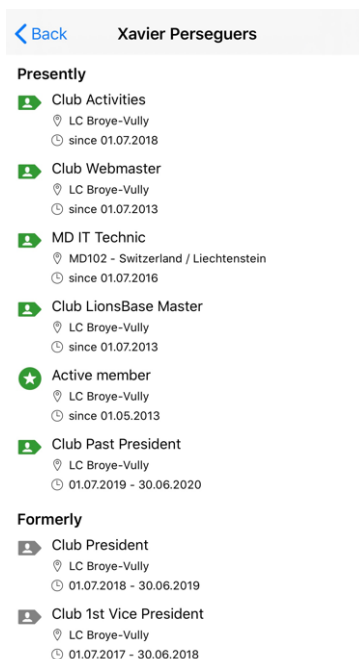 Back
Xavier Perseguers
Presently
Club Activities
LC Broye-Vully
since 01.07.2018
Club Webmaster
LC Broye-Vully
since 01.07.2013
MD IT Technic
MD102 - Switzerland / Liechtenstein
since 01.07.2016
Club LionsBase Master
LC Broye-Vully
since 01.07.2013
Active member
LC Broye-Vully
since 01.05.2013
Club Past President
LC Broye-Vully
01.07.2019 - 30.06.2020
Formerly
Club President
LC Broye-Vully
01.07.2018 - 30.06.2019
Club 1st Vice President
LC Broye-Vully
01.07.2017 - 30.06.2018